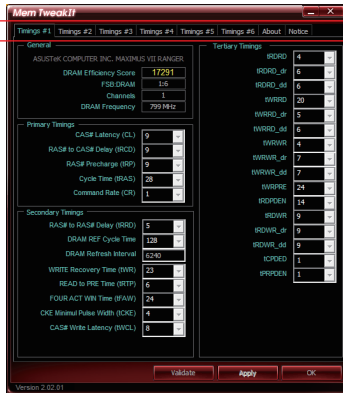 Mem TweakIt
Timings #1 Timings #2 Timings #3 Timings #4 Timings #5 Timings #6 About Notice
General
ASUSTeK COMPUTER INC. MAXIMUS VII RANGER
DRAM Efficiency Score 17291
FSB:DRAM 1:6
Channels 1
DRAM Frequency 799 MHz
Primary Timings
CAS# Latency (CL) 9
RAS# to CAS# Delay (tRCD) 9
RAS# Precharge (tRP) 9
Cycle Time (tRAS) 28
Command Rate (CR) 1
Secondary Timings
RAS# to RAS# Delay (tRRD) 5
DRAM REF Cycle Time 128
DRAM Refresh Interval 6240
WRITE Recovery Time (tWR) 23
READ to PRE Time (tRTP) 6
FOUR ACT WIN Time (tFAW) 24
CKE Minimul Pulse Width (tCKE) 4
CAS# Write Latency (tWCL) 8
Tertiary Timings
tRDRD 4
tRDRD_dr 6
tRDRD_dd 6
tWRRD 20
tWRRD_dr 5
tWRRD_dd 6
tWRWR 4
tWRWR_dr 7
tWRWR_dd 7
tWRPRE 24
tRDPDEN 14
tRDWR 9
tRDWR_dr 9
tRDWR_dd 9
tCPDED 1
tPRPDEN 1
Validate Apply OK
Version 2.02.01